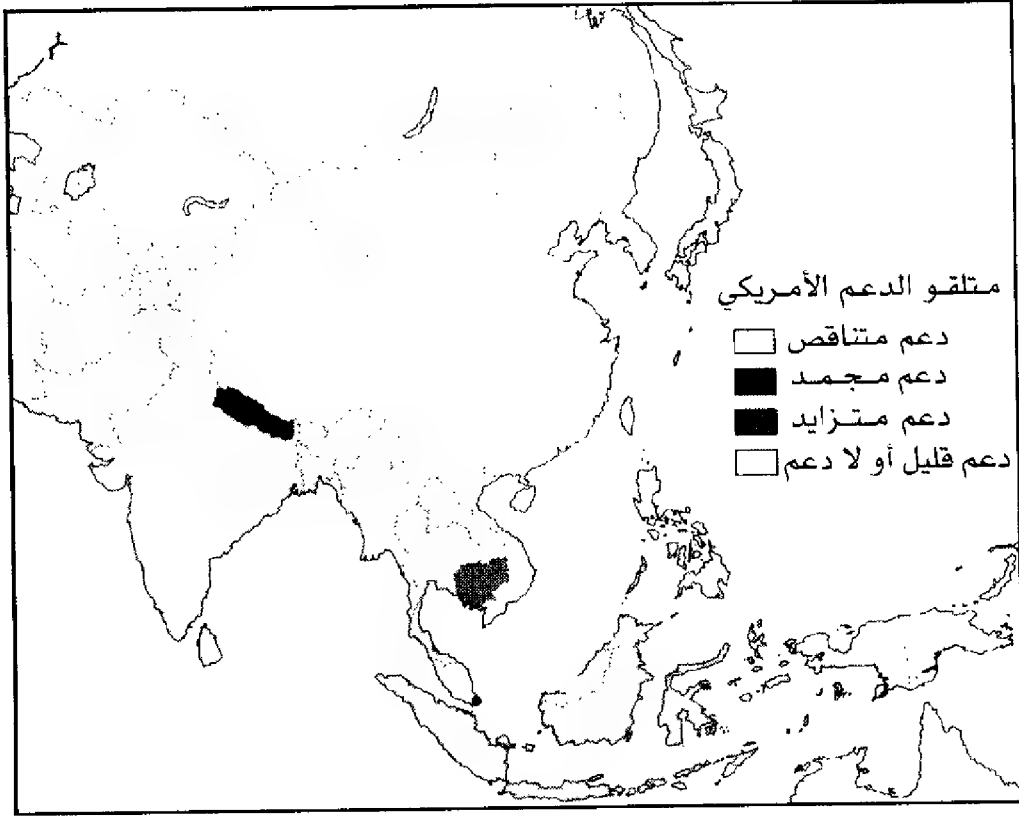 متلقو الدعم الأمريكي
دعم متناقص
دعم مجمد
دعم متزايد
دعم قليل أو لا دعم